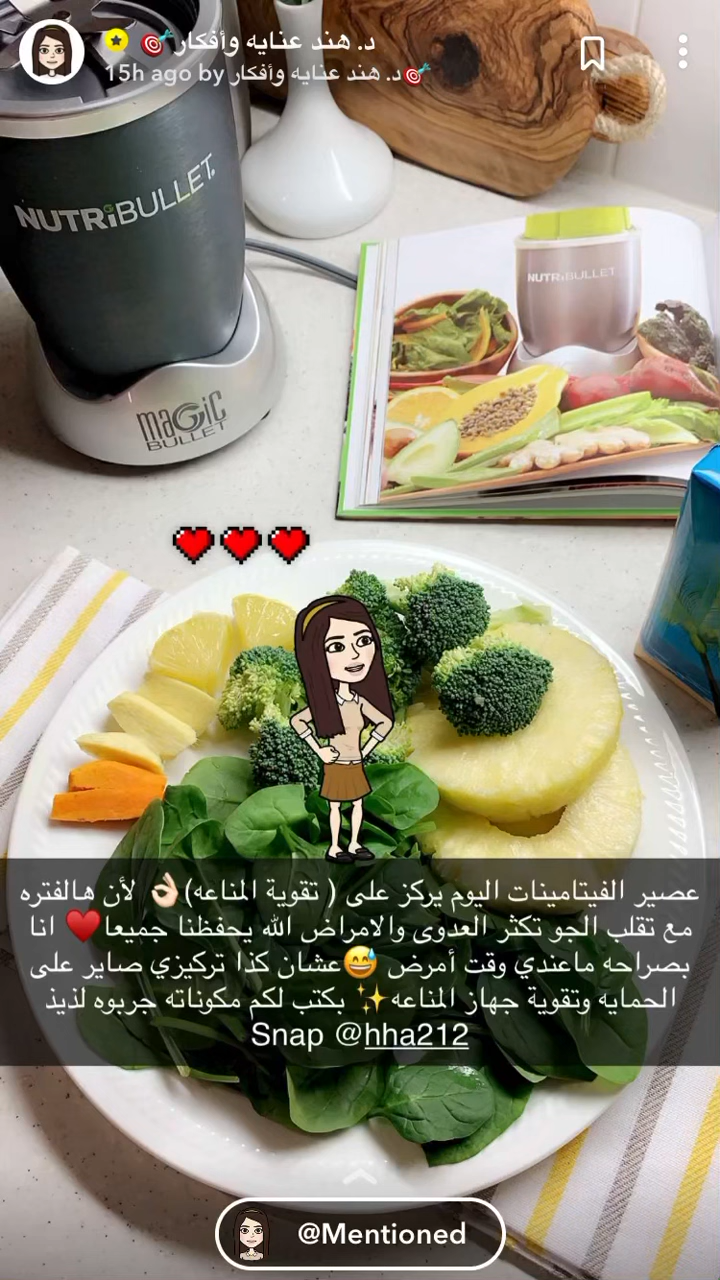 د. هند عنايه وأفكار🎯 ⭐
15h ago by د. هند عنايه وأفكار🎯
NUTRiBULLET
NUTRiBULLET
maGiC
BULLET
عصير الفيتامينات اليوم يركز على ( تقوية المناعه)👌🏻 لأن هالفتره
مع تقلب الجو تكثر العدوى والامراض الله يحفظنا جميعا♥️ انا
بصراحه ماعندي وقت أمرض 😅عشان كذا تركيزي صاير على
الحمايه وتقوية جهاز المناعه✨ بكتب لكم مكوناته جربوه لذيذ
Snap @hha212
@Mentioned